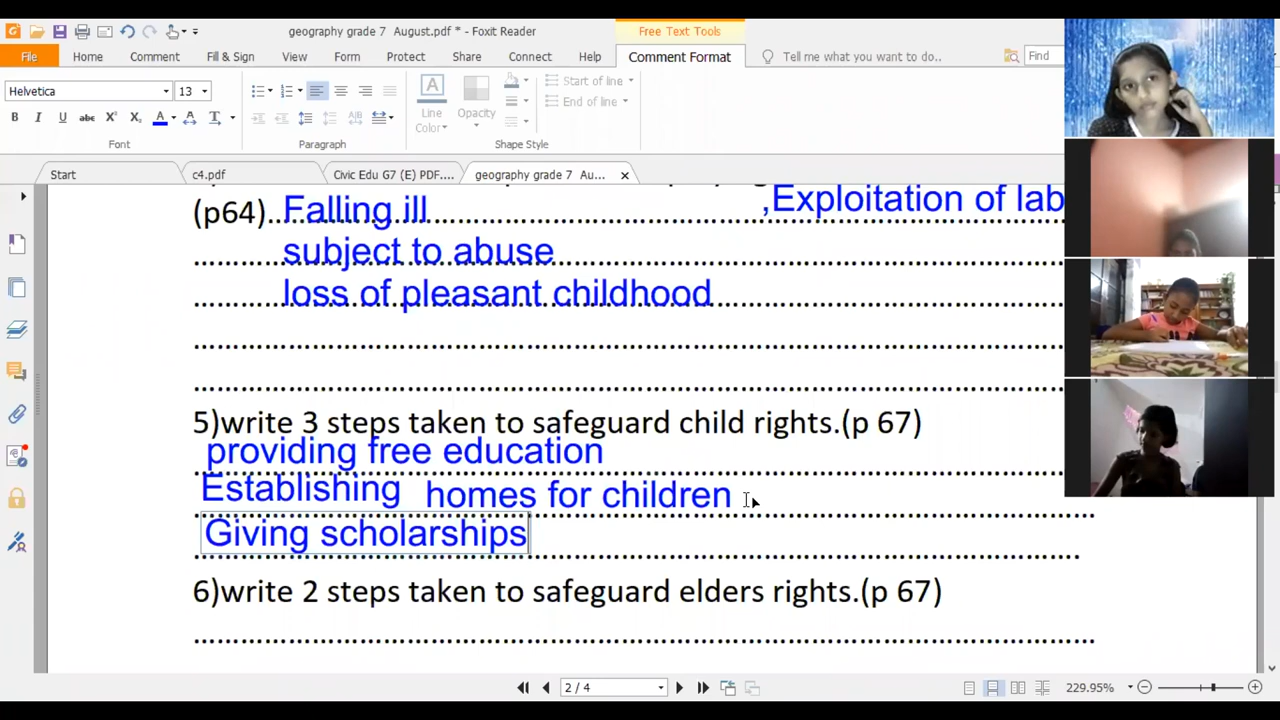 geography grade 7 August.pdf * - Foxit Reader
Free Text Tools
File Home Comment Fill & Sign View Form Protect Share Connect Help Comment Format Tell me what you want to do.. Find
Helvetica 13
Line Color
Opacity
Start of line
End of line
Font Paragraph Shape Style
Start c4.pdf Civic Edu G7 (E) PDF.... geography grade 7 Au...
,Exploitation of lab
(p64) Falling ill
subject to abuse
loss of pleasant childhood
5)write 3 steps taken to safeguard child rights.(p 67)
providing free education
Establishing homes for children
Giving scholarships
6)write 2 steps taken to safeguard elders rights.(p 67)
2 / 4
229.95%